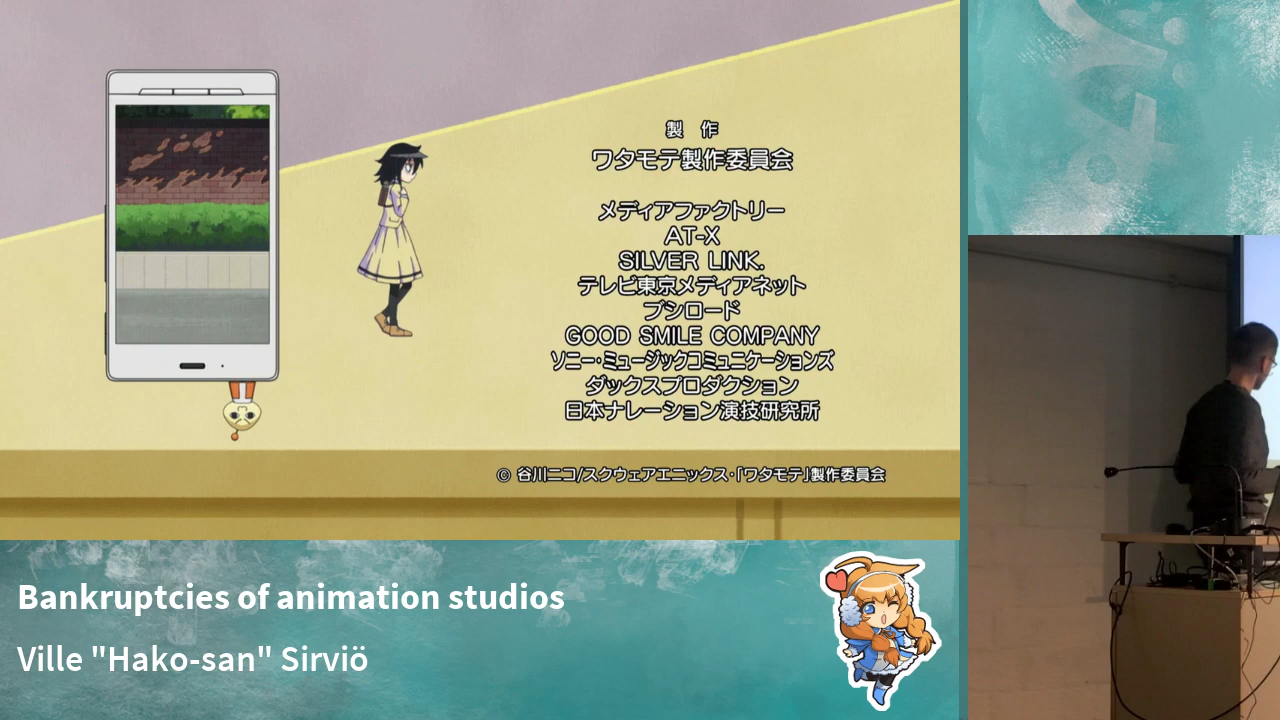 製 作
ワタモテ製作委員会
メディアファクトリー
AT-X
SILVER LINK.
テレビ東京メディアネット
ブシロード
GOOD SMILE COMPANY
ソニー・ミュージックコミュニケーションズ
ダックスプロダクション
日本ナレーション演技研究所
© 谷川ニコ/スクウェアエニックス・「ワタモテ」製作委員会
Bankruptcies of animation studios
Ville "Hako-san" Sirviö